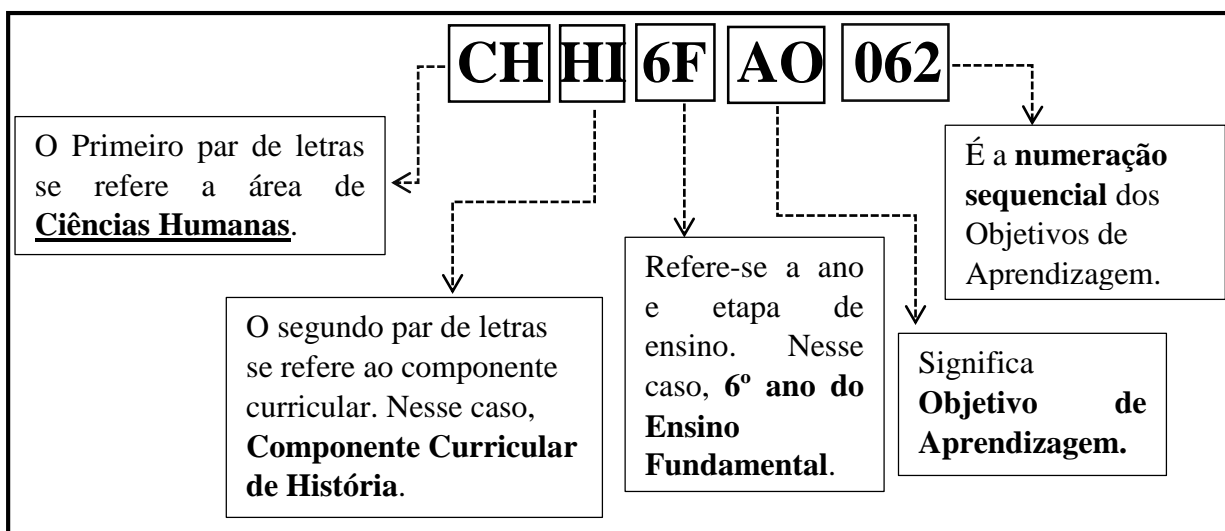 CH HI 6F AO 062
O Primeiro par de letras
se refere a área de
Ciências Humanas.
O segundo par de letras
se refere ao componente
curricular. Nesse caso,
Componente Curricular
de História.
Refere-se a ano
e etapa de
ensino. Nesse
caso, 6º ano do
Ensino
Fundamental.
Significa
Objetivo de
Aprendizagem.
É a numeração
sequencial dos
Objetivos de
Aprendizagem.